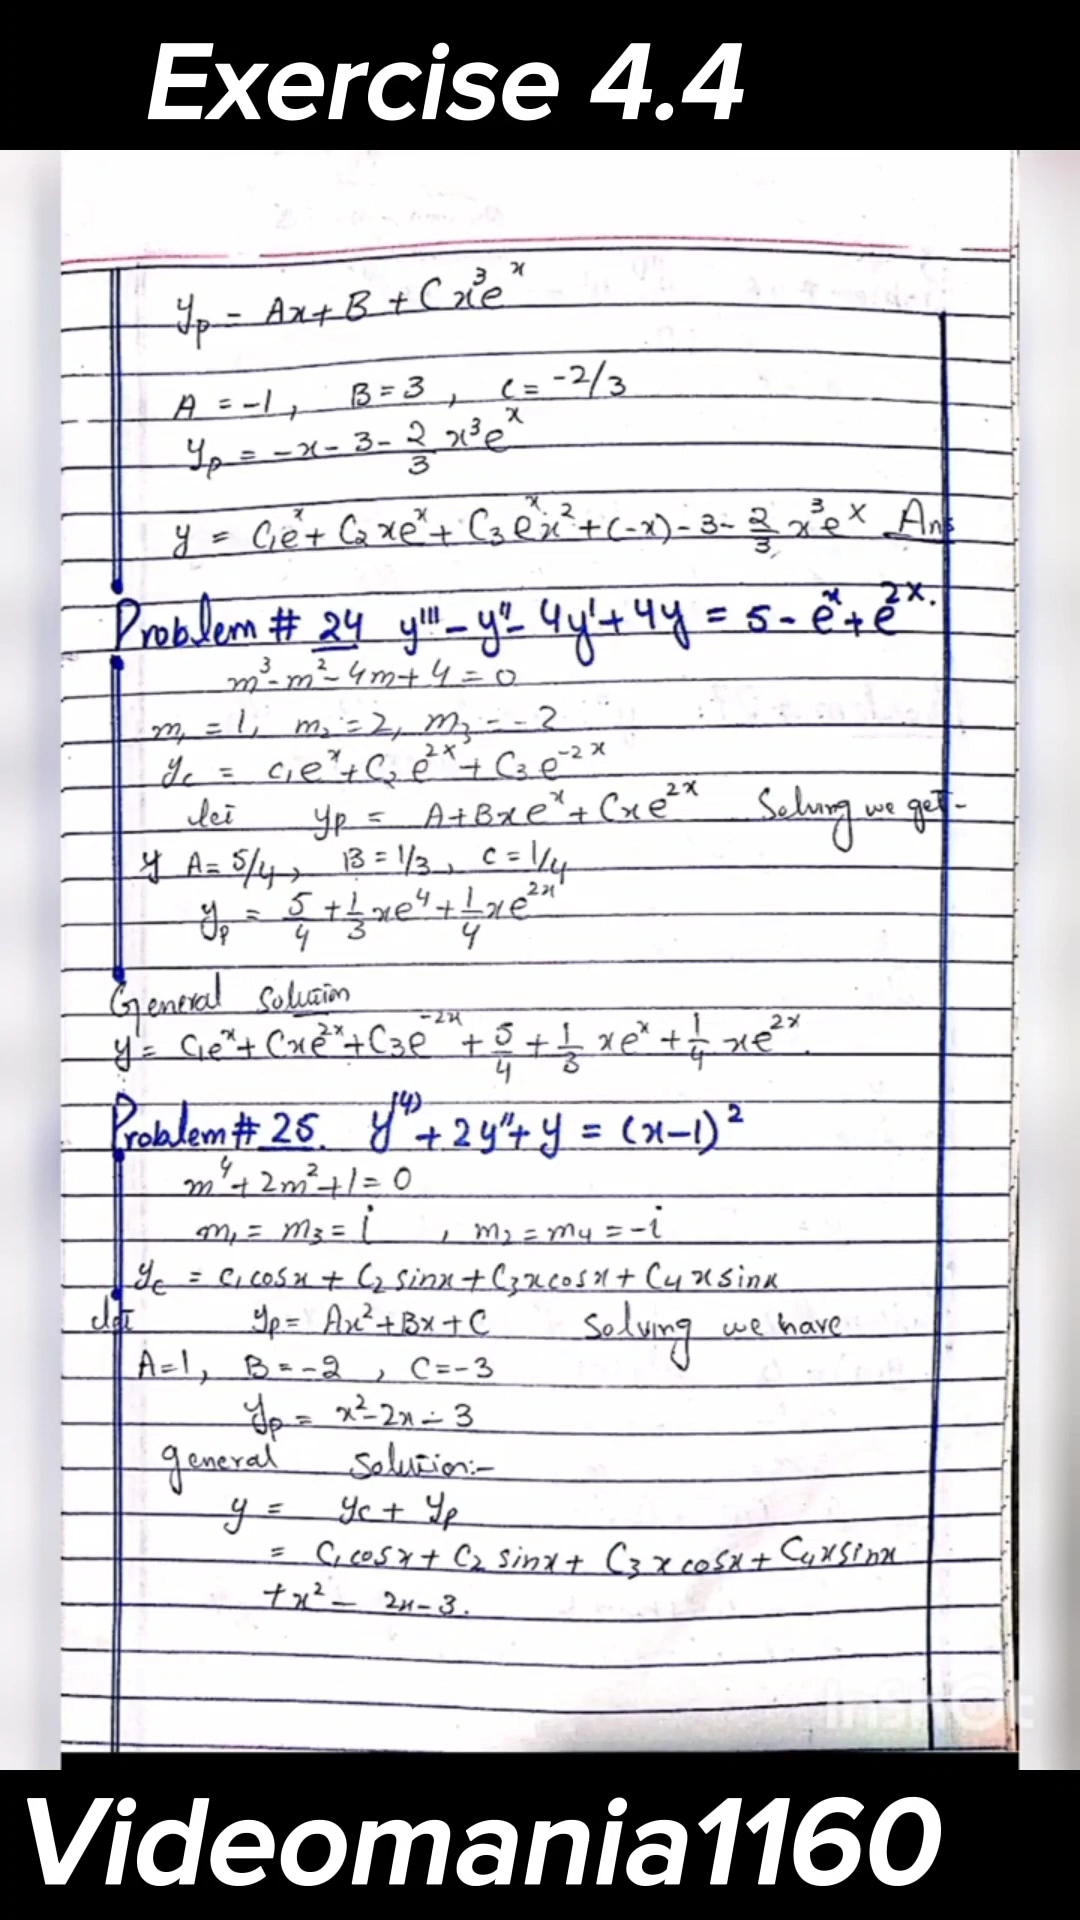 Exercise 4.4
yp = Ax+B + Cx³eˣ
A = -1, B = 3, C = -2/3
yp = -x - 3 - 2/3 x³eˣ
y = C₁eˣ + C₂xeˣ + C₃eˣx² + (-x) - 3 - 2/3 x³eˣ Ans
Problem # 24 y''' - y'' - 4y' + 4y = 5 - eˣ + e²ˣ.
m³ - m² - 4m + 4 = 0
m₁ = 1, m₂ = 2, m₃ = -2
yc = c₁eˣ + C₂e²ˣ + C₃e⁻²ˣ
let yp = A + Bxeˣ + Cxe²ˣ Solving we get-
y A = 5/4, B = 1/3, C = 1/4
yp = 5/4 + 1/3 xe⁴ + 1/4 xe²ˣ
General Solution
y = C₁eˣ + Cxe²ˣ + C₃e⁻²ˣ + 5/4 + 1/3 xeˣ + 1/4 xe²ˣ.
Problem # 25. y⁽⁴⁾ + 2y'' + y = (x-1)²
m⁴ + 2m² + 1 = 0
m₁ = m₃ = i , m₂ = m₄ = -i
yc = c₁cosx + C₂sinx + C₃xcosx + C₄xsinx
let yp = Ax² + Bx + C Solving we have
A=1, B = -2, C = -3
yp = x² - 2x - 3
general Solution:-
y = yc + yp
= C₁cosx + C₂ sinx + C₃ x cosx + C₄xsinx
+ x² - 2x - 3.
InShOt
Videomania1160